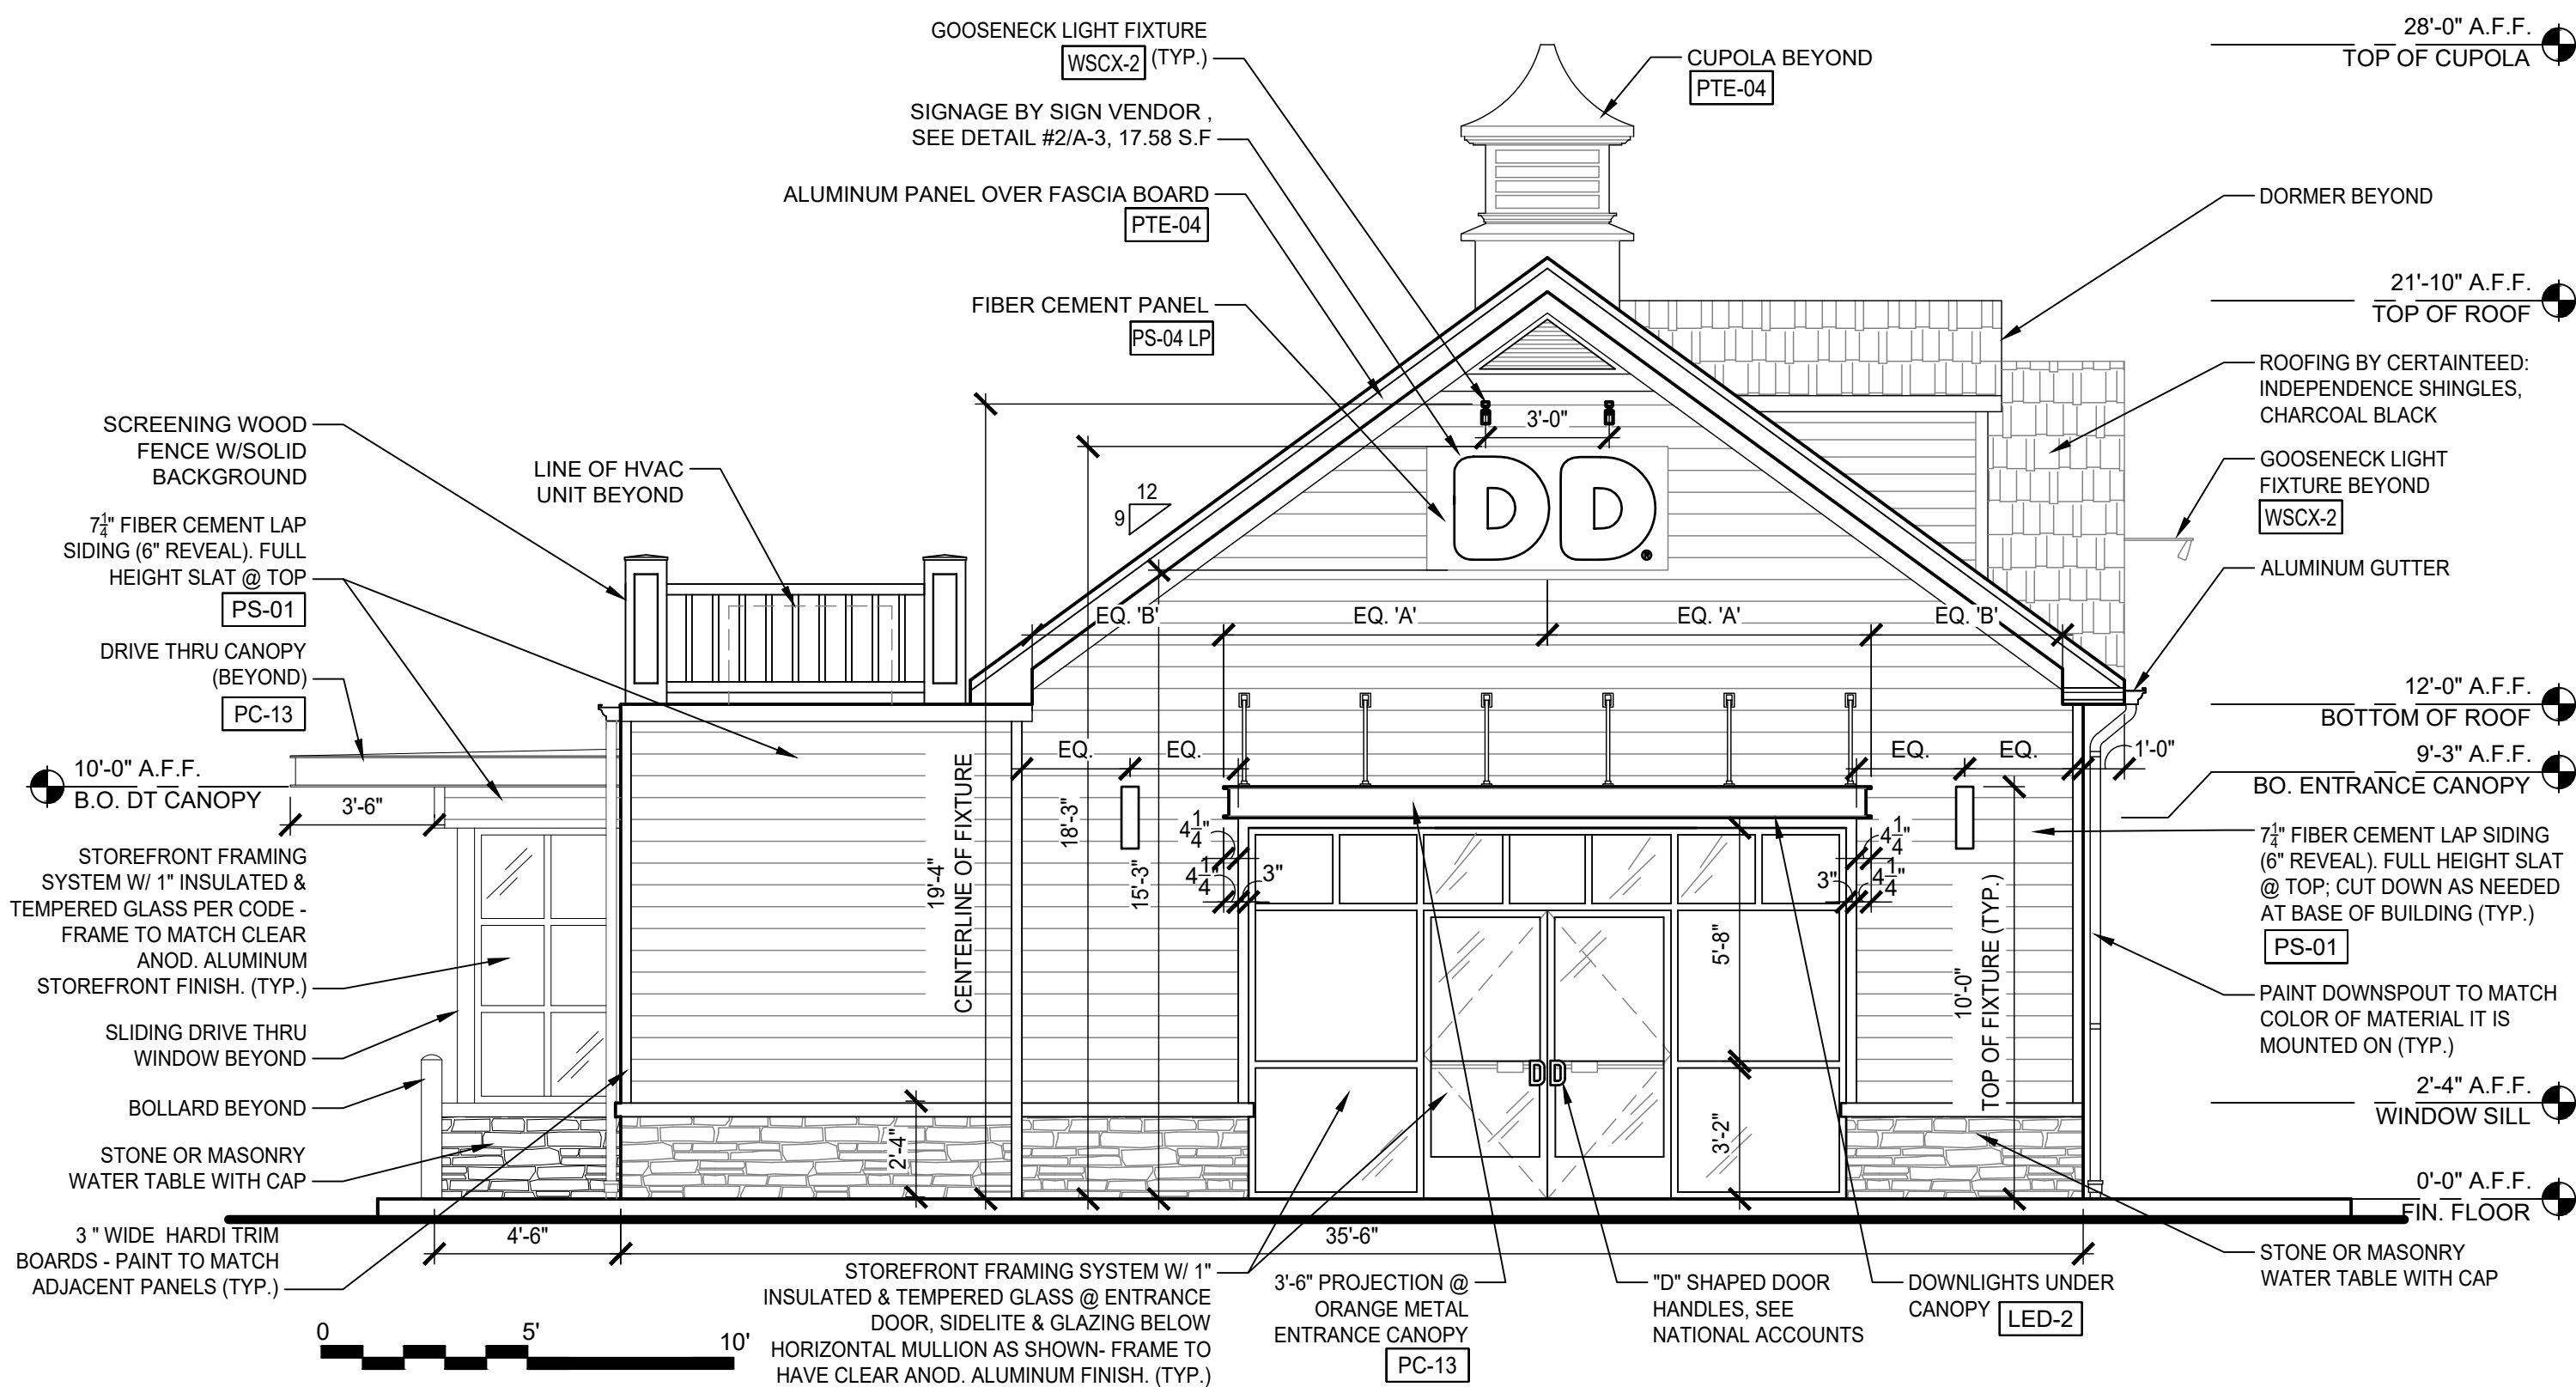 GOOSENECK LIGHT FIXTURE
WSCX-2 (TYP.)
SIGNAGE BY SIGN VENDOR ,
SEE DETAIL #2/A-3, 17.58 S.F
ALUMINUM PANEL OVER FASCIA BOARD
PTE-04
FIBER CEMENT PANEL
PS-04 LP
CUPOLA BEYOND
PTE-04
28'-0" A.F.F.
TOP OF CUPOLA
DORMER BEYOND
21'-10" A.F.F.
TOP OF ROOF
ROOFING BY CERTAINTEED:
INDEPENDENCE SHINGLES,
CHARCOAL BLACK
GOOSENECK LIGHT
FIXTURE BEYOND
WSCX-2
ALUMINUM GUTTER
12'-0" A.F.F.
BOTTOM OF ROOF
9'-3" A.F.F.
BO. ENTRANCE CANOPY
7 1/4" FIBER CEMENT LAP SIDING
(6" REVEAL). FULL HEIGHT SLAT
@ TOP; CUT DOWN AS NEEDED
AT BASE OF BUILDING (TYP.)
PS-01
PAINT DOWNSPOUT TO MATCH
COLOR OF MATERIAL IT IS
MOUNTED ON (TYP.)
2'-4" A.F.F.
WINDOW SILL
0'-0" A.F.F.
FIN. FLOOR
STONE OR MASONRY
WATER TABLE WITH CAP
SCREENING WOOD
FENCE W/SOLID
BACKGROUND
LINE OF HVAC
UNIT BEYOND
7 1/4" FIBER CEMENT LAP
SIDING (6" REVEAL). FULL
HEIGHT SLAT @ TOP
PS-01
DRIVE THRU CANOPY
(BEYOND)
PC-13
10'-0" A.F.F.
B.O. DT CANOPY
3'-6"
STOREFRONT FRAMING
SYSTEM W/ 1" INSULATED &
TEMPERED GLASS PER CODE -
FRAME TO MATCH CLEAR
ANOD. ALUMINUM
STOREFRONT FINISH. (TYP.)
SLIDING DRIVE THRU
WINDOW BEYOND
BOLLARD BEYOND
STONE OR MASONRY
WATER TABLE WITH CAP
3 " WIDE HARDI TRIM
BOARDS - PAINT TO MATCH
ADJACENT PANELS (TYP.)
3'-0"
DD®
12
9
EQ. 'B'
EQ. 'A'
EQ. 'A'
EQ. 'B'
EQ.
EQ.
EQ.
EQ.
1'-0"
19'-4"
CENTERLINE OF FIXTURE
18'-3"
15'-3"
4 1/4"
4 1/4"
3"
4 1/4"
3"
4 1/4"
5'-8"
3'-2"
10'-0"
TOP OF FIXTURE (TYP.)
2'-4"
D D
4'-6"
35'-6"
STOREFRONT FRAMING SYSTEM W/ 1"
INSULATED & TEMPERED GLASS @ ENTRANCE
DOOR, SIDELITE & GLAZING BELOW
HORIZONTAL MULLION AS SHOWN- FRAME TO
HAVE CLEAR ANOD. ALUMINUM FINISH. (TYP.)
3'-6" PROJECTION @
ORANGE METAL
ENTRANCE CANOPY
PC-13
"D" SHAPED DOOR
HANDLES, SEE
NATIONAL ACCOUNTS
DOWNLIGHTS UNDER
CANOPY LED-2
0 5' 10'